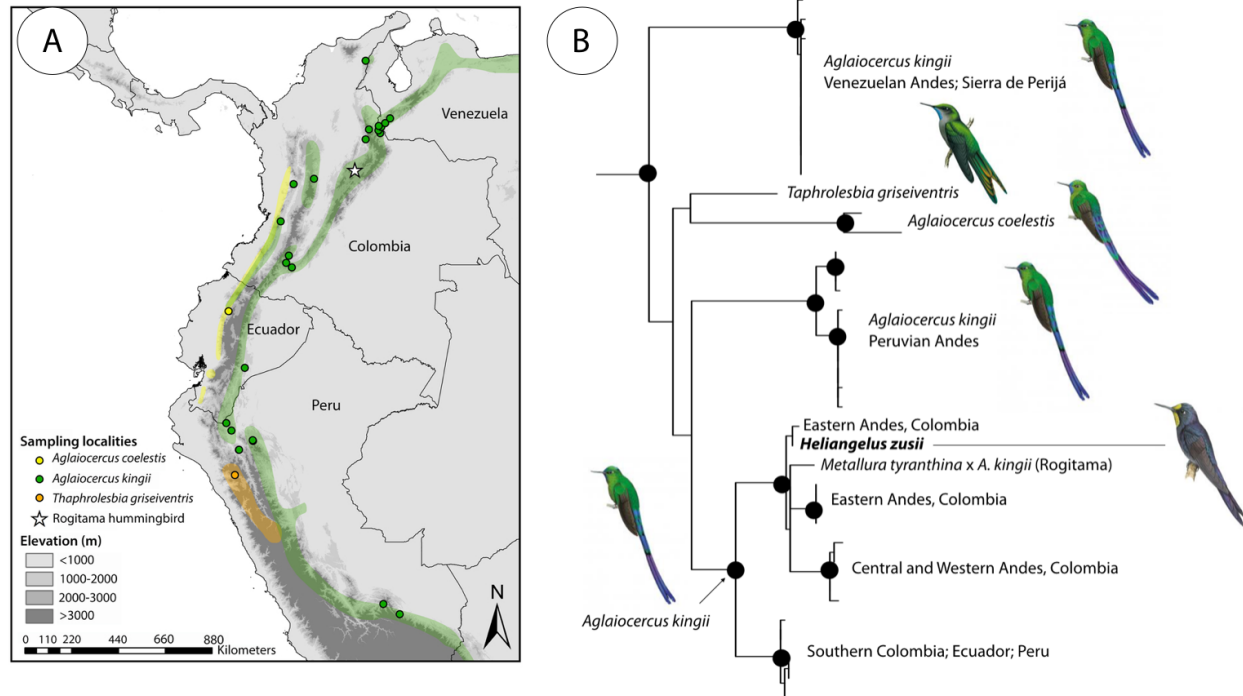 A
Venezuela
Colombia
Ecuador
Peru
Sampling localities
Aglaiocercus coelestis
Aglaiocercus kingii
Thaphrolesbia griseiventris
Rogitama hummingbird
Elevation (m)
<1000
1000-2000
2000-3000
>3000
0 110 220 440 660 880
Kilometers
N
B
Aglaiocercus kingii
Venezuelan Andes; Sierra de Perijá
Taphrolesbia griseiventris
Aglaiocercus coelestis
Aglaiocercus kingii
Peruvian Andes
Eastern Andes, Colombia
Heliangelus zusii
Metallura tyranthina x A. kingii (Rogitama)
Eastern Andes, Colombia
Central and Western Andes, Colombia
Aglaiocercus kingii
Southern Colombia; Ecuador; Peru